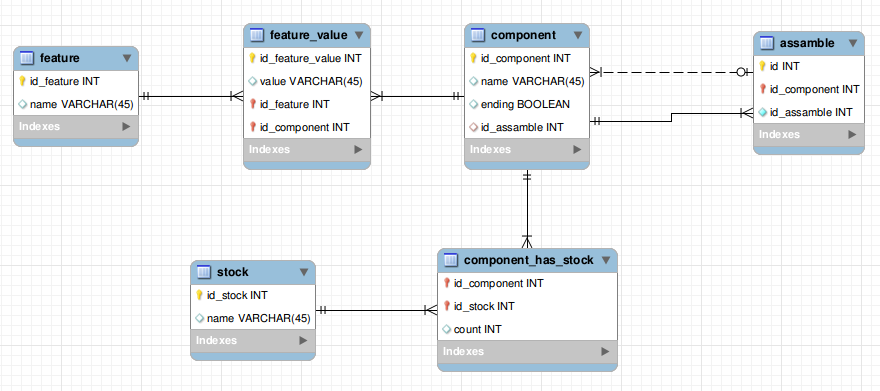 feature
id_feature INT
name VARCHAR(45)
Indexes
feature_value
id_feature_value INT
value VARCHAR(45)
id_feature INT
id_component INT
Indexes
component
id_component INT
name VARCHAR(45)
ending BOOLEAN
id_assamble INT
Indexes
assamble
id INT
id_component INT
id_assamble INT
Indexes
stock
id_stock INT
name VARCHAR(45)
Indexes
component_has_stock
id_component INT
id_stock INT
count INT
Indexes